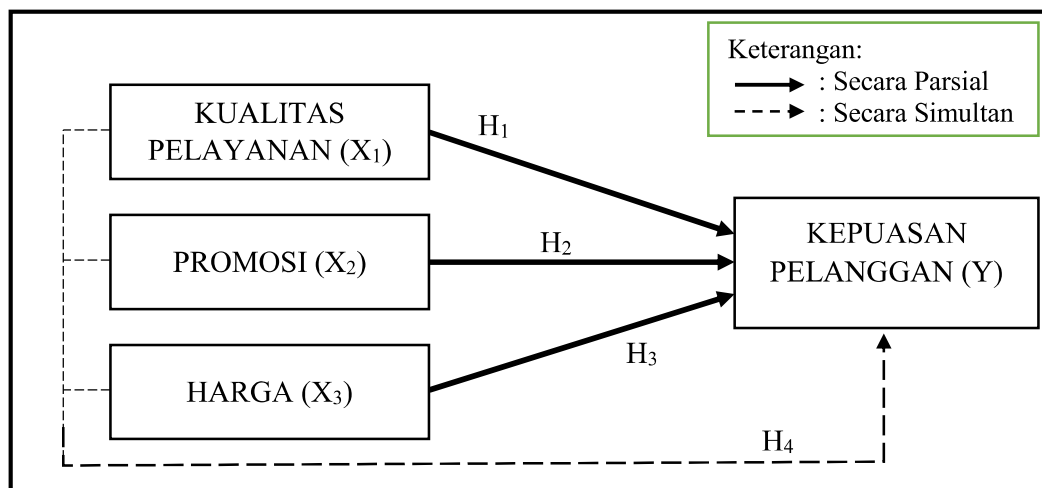 Keterangan:
: Secara Parsial
: Secara Simultan
KUALITAS
PELAYANAN (X₁)
H₁
PROMOSI (X₂)
H₂
KEPUASAN
PELANGGAN (Y)
HARGA (X₃)
H₃
H₄